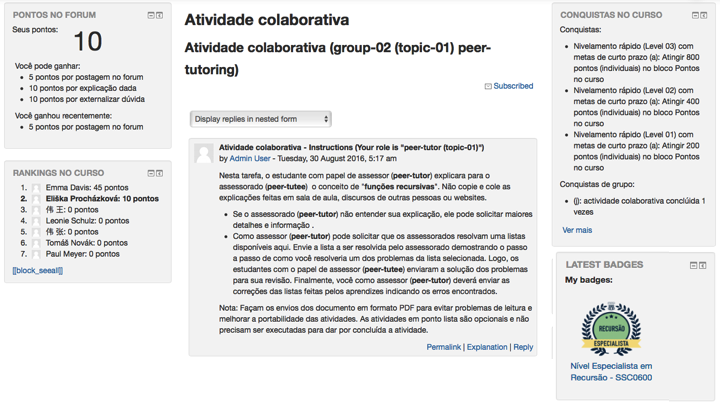 PONTOS NO FORUM
Seus pontos:
10
Você pode ganhar:
5 pontos por postagem no forum
10 pontos por explicação dada
10 pontos por externalizar dúvida
Você ganhou recentemente:
5 pontos por postagem no forum
RANKINGS NO CURSO
1. Emma Davis: 45 pontos
2. Eliška Procházková: 10 pontos
3. 伟 王: 0 pontos
4. Leonie Schulz: 0 pontos
5. 伟 张: 0 pontos
6. Tomáš Novák: 0 pontos
7. Paul Meyer: 0 pontos
[[block_seeall]]
Atividade colaborativa
Atividade colaborativa (group-02 (topic-01) peer-
tutoring)
Subscribed
Display replies in nested form
Atividade colaborativa - Instructions (Your role is "peer-tutor (topic-01)")
by Admin User - Tuesday, 30 August 2016, 5:17 am
Nesta tarefa, o estudante com papel de assessor (peer-tutor) explicara para o
assessorado (peer-tutee) o conceito de "funções recursivas". Não copie e cole as
explicações feitas em sala de aula, discursos de outras pessoas ou websites.
Se o assessorado (peer-tutor) não entender sua explicação, ele pode solicitar maiores
detalhes e informação .
Como assessor (peer-tutor) pode solicitar que os assessorados resolvam uma listas
disponíveis aqui. Envie a lista a ser resolvida pelo assessorado demostrando o passo
a passo de como você resolveria um dos problemas da lista selecionada. Logo, os
estudantes com o papel de assessor (peer-tutee) enviaram a solução dos problemas
para sua revisão. Finalmente, você como assessor (peer-tutor) deverá enviar as
correções das listas feitas pelos aprendizes indicando os erros encontrados.
Nota: Façam os envios dos documento em formato PDF para evitar problemas de leitura e
melhorar a portabilidade das atividades. As atividades em ponto lista são opcionais e não
precisam ser executadas para dar por concluída a atividade.
Permalink | Explanation | Reply
CONQUISTAS NO CURSO
Conquistas:
Nivelamento rápido (Level 03) com
metas de curto prazo (a): Atingir 800
pontos (individuais) no bloco Pontos
no curso
Nivelamento rápido (Level 02) com
metas de curto prazo (a): Atingir 400
pontos (individuais) no bloco Pontos
no curso
Nivelamento rápido (Level 01) com
metas de curto prazo (a): Atingir 200
pontos (individuais) no bloco Pontos
no curso
Conquistas de grupo:
(j): actividade colaborativa conclúida 1
vezes
Ver mais
LATEST BADGES
My badges:
RECURSÃO
ESPECIALISTA
Nível Especialista em
Recursão - SSC0600